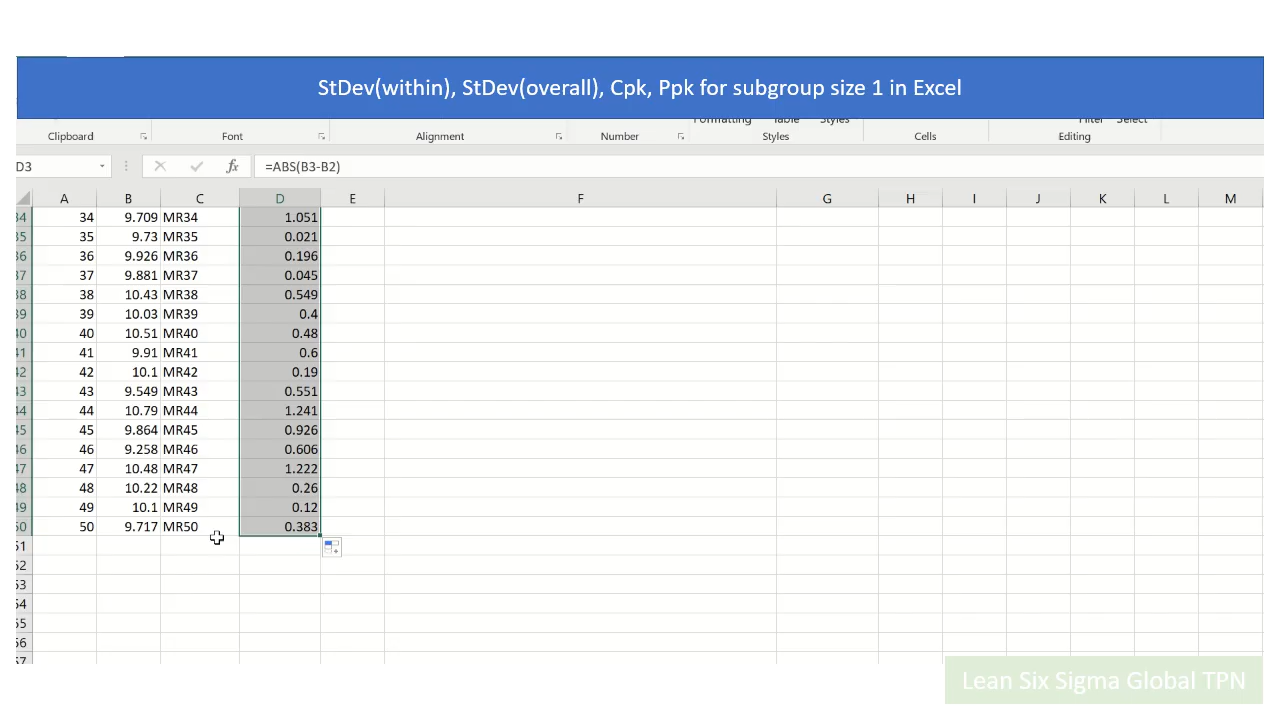 StDev(within), StDev(overall), Cpk, Ppk for subgroup size 1 in Excel
Formatting Table Styles Filter Select
Clipboard Font Alignment Number Styles Cells Editing
D3 fx =ABS(B3-B2)
A B C D E F G H I J K L M
34 34 9.709 MR34 1.051
35 35 9.73 MR35 0.021
36 36 9.926 MR36 0.196
37 37 9.881 MR37 0.045
38 38 10.43 MR38 0.549
39 39 10.03 MR39 0.4
40 40 10.51 MR40 0.48
41 41 9.91 MR41 0.6
42 42 10.1 MR42 0.19
43 43 9.549 MR43 0.551
44 44 10.79 MR44 1.241
45 45 9.864 MR45 0.926
46 46 9.258 MR46 0.606
47 47 10.48 MR47 1.222
48 48 10.22 MR48 0.26
49 49 10.1 MR49 0.12
50 50 9.717 MR50 0.383
51
52
53
54
55
56
57
Lean Six Sigma Global TPN